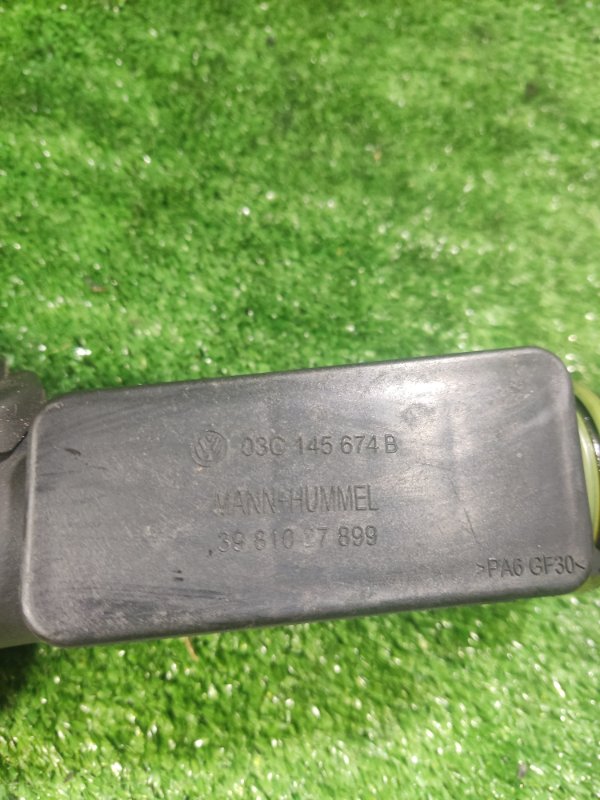 03C 145 674 B
MANN+HUMMEL
39 810 27 899
>PA6 GF30<